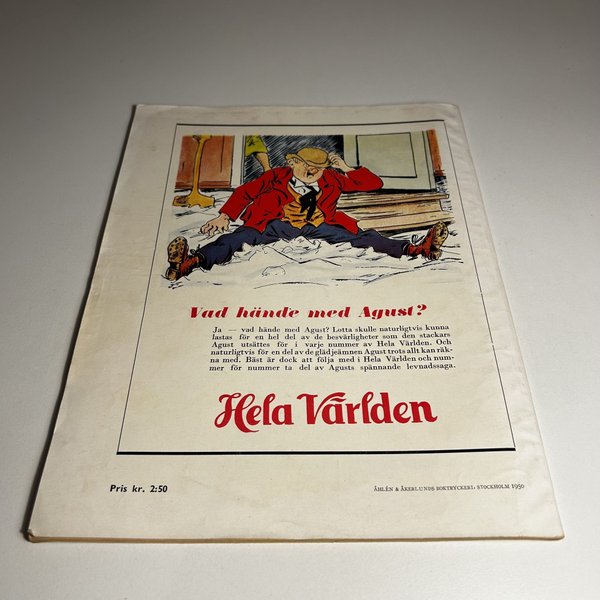 Vad hände med Agust?
Ja — vad hände med Agust? Lotta skulle naturligtvis kunna
lastas för en hel del av de besvärligheter som den stackars
Agust utsättes för i varje nummer av Hela Världen. Och
naturligtvis för en del av de glädjeämnen Agust trots allt kan räk-
na med. Bäst är dock att följa med i Hela Världen och num-
mer för nummer ta del av Agusts spännande levnadssaga.
Hela Världen
Pris kr. 2:50
ÅHLÉN & ÅKERLUNDS BOKTRYCKERI, STOCKHOLM 1950